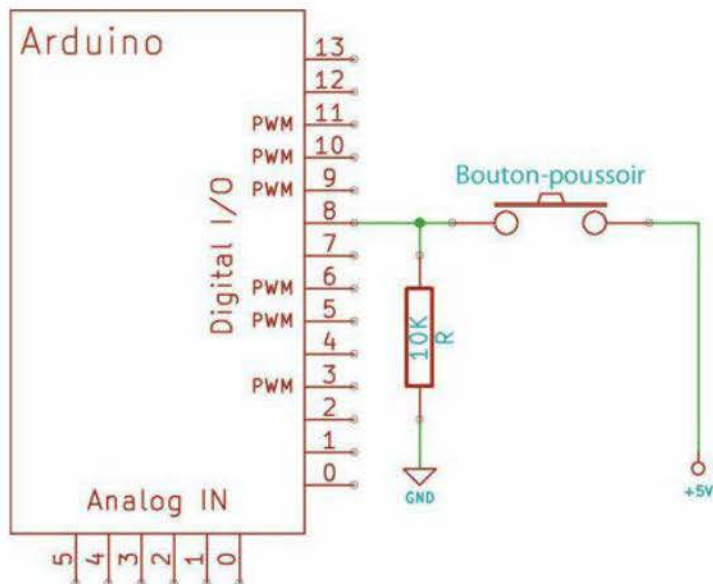 Arduino
13
12
PWM 11
PWM 10
PWM 9
8
7
PWM 6
PWM 5
4
PWM 3
2
1
0
Digital I/O
Bouton-poussoir
10K
R
GND
+5V
Analog IN
5 4 3 2 1 0